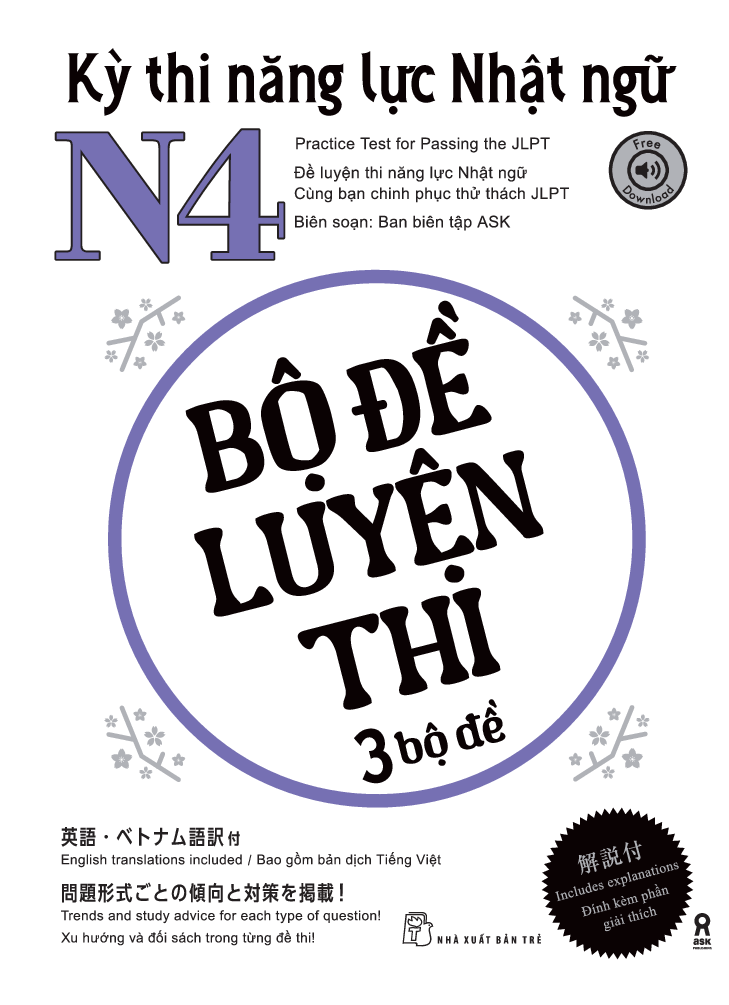 Kỳ thi năng lực Nhật ngữ
N4
Practice Test for Passing the JLPT
Đề luyện thi năng lực Nhật ngữ
Cùng bạn chinh phục thử thách JLPT
Biên soạn: Ban biên tập ASK
Free
Download
BỘ ĐỀ
LUYỆN
THI
3 bộ đề
英語・ベトナム語訳付
English translations included / Bao gồm bản dịch Tiếng Việt
問題形式ごとの傾向と対策を掲載！
Trends and study advice for each type of question!
Xu hướng và đối sách trong từng đề thi!
解説付
Includes explanations
Đính kèm phần
giải thích
NHÀ XUẤT BẢN TRẺ
ask
PUBLISHING